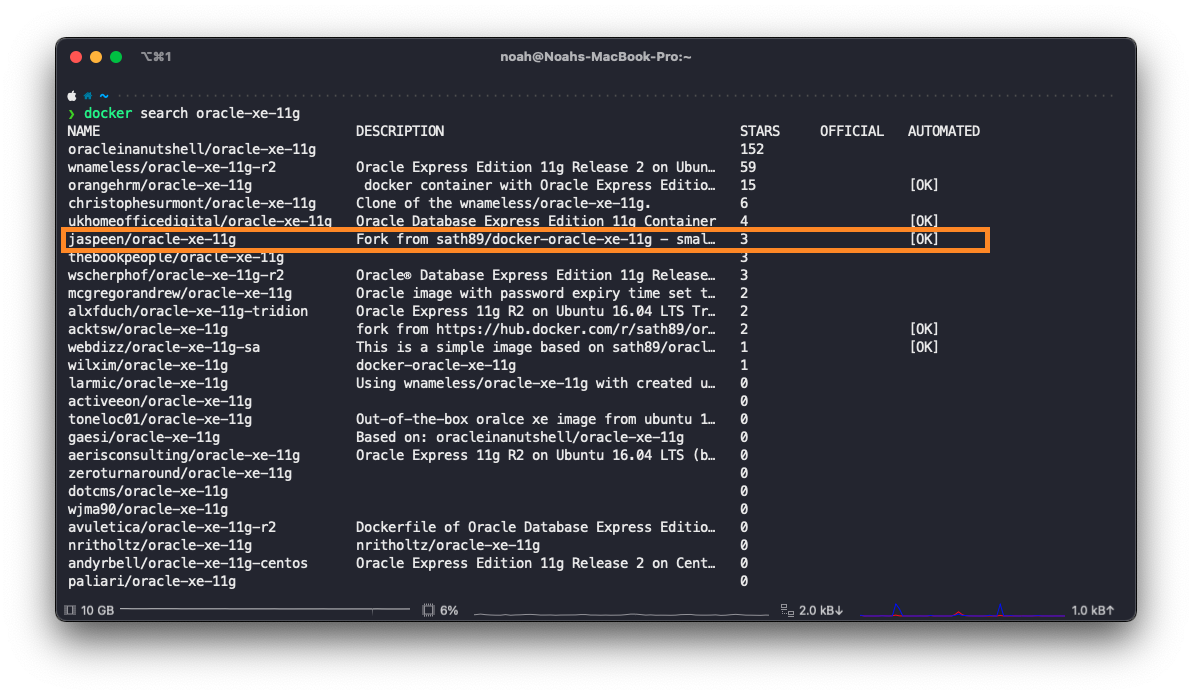 ⌥⌘1 noah@Noahs-MacBook-Pro:~
~
❯ docker search oracle-xe-11g
NAME DESCRIPTION STARS OFFICIAL AUTOMATED
oracleinanutshell/oracle-xe-11g 152
wnameless/oracle-xe-11g-r2 Oracle Express Edition 11g Release 2 on Ubun… 59
orangehrm/oracle-xe-11g docker container with Oracle Express Editio… 15 [OK]
christophesurmont/oracle-xe-11g Clone of the wnameless/oracle-xe-11g. 6
ukhomeofficedigital/oracle-xe-11g Oracle Database Express Edition 11g Container 4 [OK]
jaspeen/oracle-xe-11g Fork from sath89/docker-oracle-xe-11g - smal… 3 [OK]
thebookpeople/oracle-xe-11g 3
wscherphof/oracle-xe-11g-r2 Oracle® Database Express Edition 11g Release… 3
mcgregorandrew/oracle-xe-11g Oracle image with password expiry time set t… 2
alxfduch/oracle-xe-11g-tridion Oracle Express 11g R2 on Ubuntu 16.04 LTS Tr… 2
acktsw/oracle-xe-11g fork from https://hub.docker.com/r/sath89/or… 2 [OK]
webdizz/oracle-xe-11g-sa This is a simple image based on sath89/oracl… 1 [OK]
wilxim/oracle-xe-11g docker-oracle-xe-11g 1
larmic/oracle-xe-11g Using wnameless/oracle-xe-11g with created u… 0
activeeon/oracle-xe-11g 0
toneloc01/oracle-xe-11g Out-of-the-box oralce xe image from ubuntu 1… 0
gaesi/oracle-xe-11g Based on: oracleinanutshell/oracle-xe-11g 0
aerisconsulting/oracle-xe-11g Oracle Express 11g R2 on Ubuntu 16.04 LTS (b… 0
zeroturnaround/oracle-xe-11g 0
dotcms/oracle-xe-11g 0
wjma90/oracle-xe-11g 0
avuletica/oracle-xe-11g-r2 Dockerfile of Oracle Database Express Editio… 0
nritholtz/oracle-xe-11g nritholtz/oracle-xe-11g 0
andyrbell/oracle-xe-11g-centos Oracle Express Edition 11g Release 2 on Cent… 0
paliari/oracle-xe-11g 0
10 GB 6% 2.0 kB↓ 1.0 kB↑